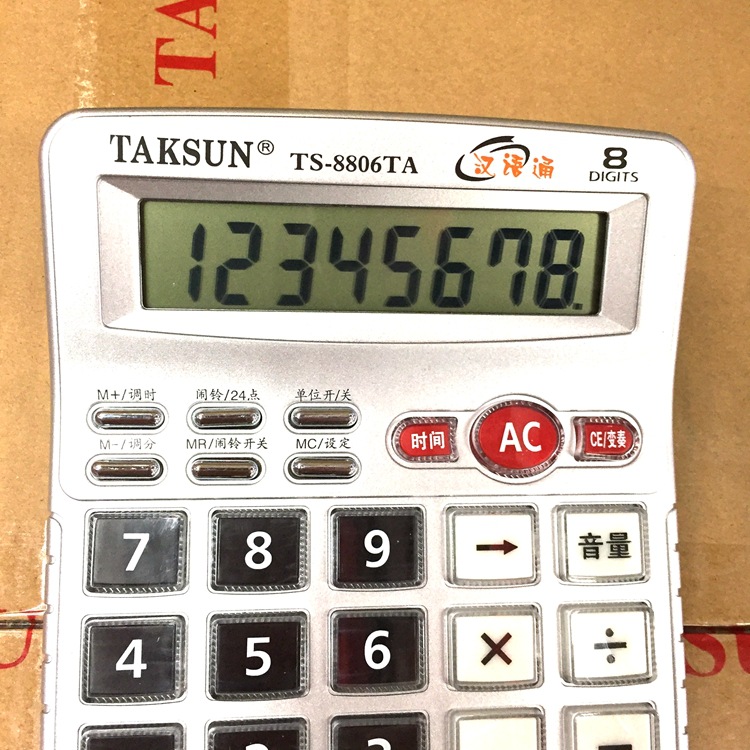 TA
TAKSUN® TS-8806TA 汉语通 8 DIGITS
12345678.
M+/调时 闹铃/24点 单位开/关
M-/调分 MR/闹铃开关 MC/设定
时间 AC CE/变奏
7 8 9 → 音量
4 5 6 × ÷